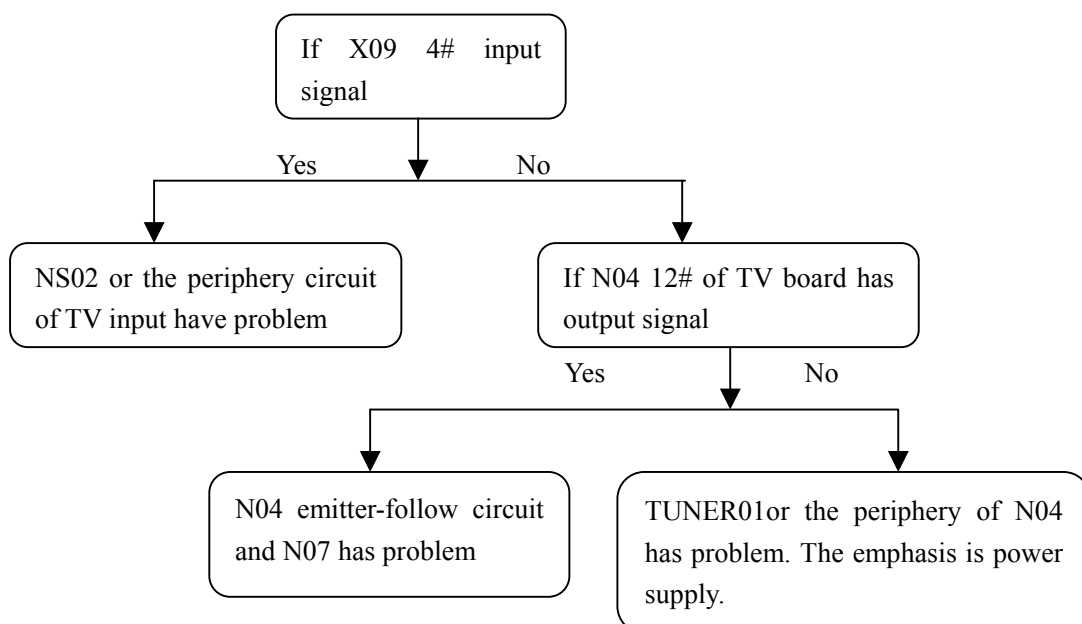 If X09 4# input
signal
Yes
No
NS02 or the periphery circuit
of TV input have problem
If N04 12# of TV board has
output signal
Yes
No
N04 emitter-follow circuit
and N07 has problem
TUNER01or the periphery of N04
has problem. The emphasis is power
supply.